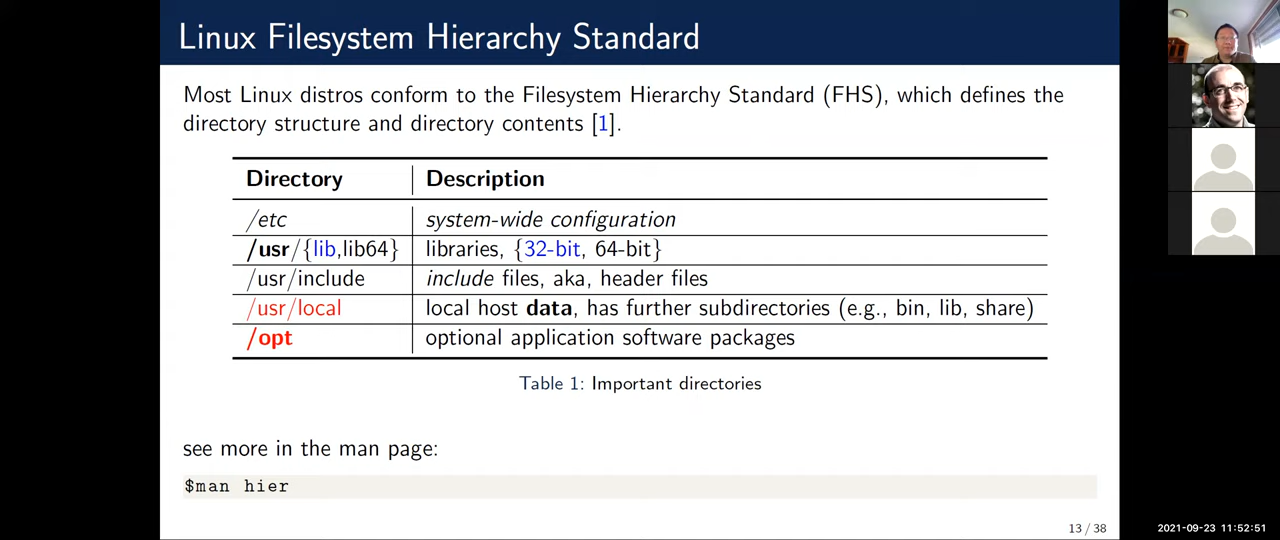 Linux Filesystem Hierarchy Standard
Most Linux distros conform to the Filesystem Hierarchy Standard (FHS), which defines the
directory structure and directory contents [1].
Directory Description
/etc system-wide configuration
/usr/{lib,lib64} libraries, {32-bit, 64-bit}
/usr/include include files, aka, header files
/usr/local local host data, has further subdirectories (e.g., bin, lib, share)
/opt optional application software packages
Table 1: Important directories
see more in the man page:
$man hier
13 / 38
2021-09-23 11:52:51